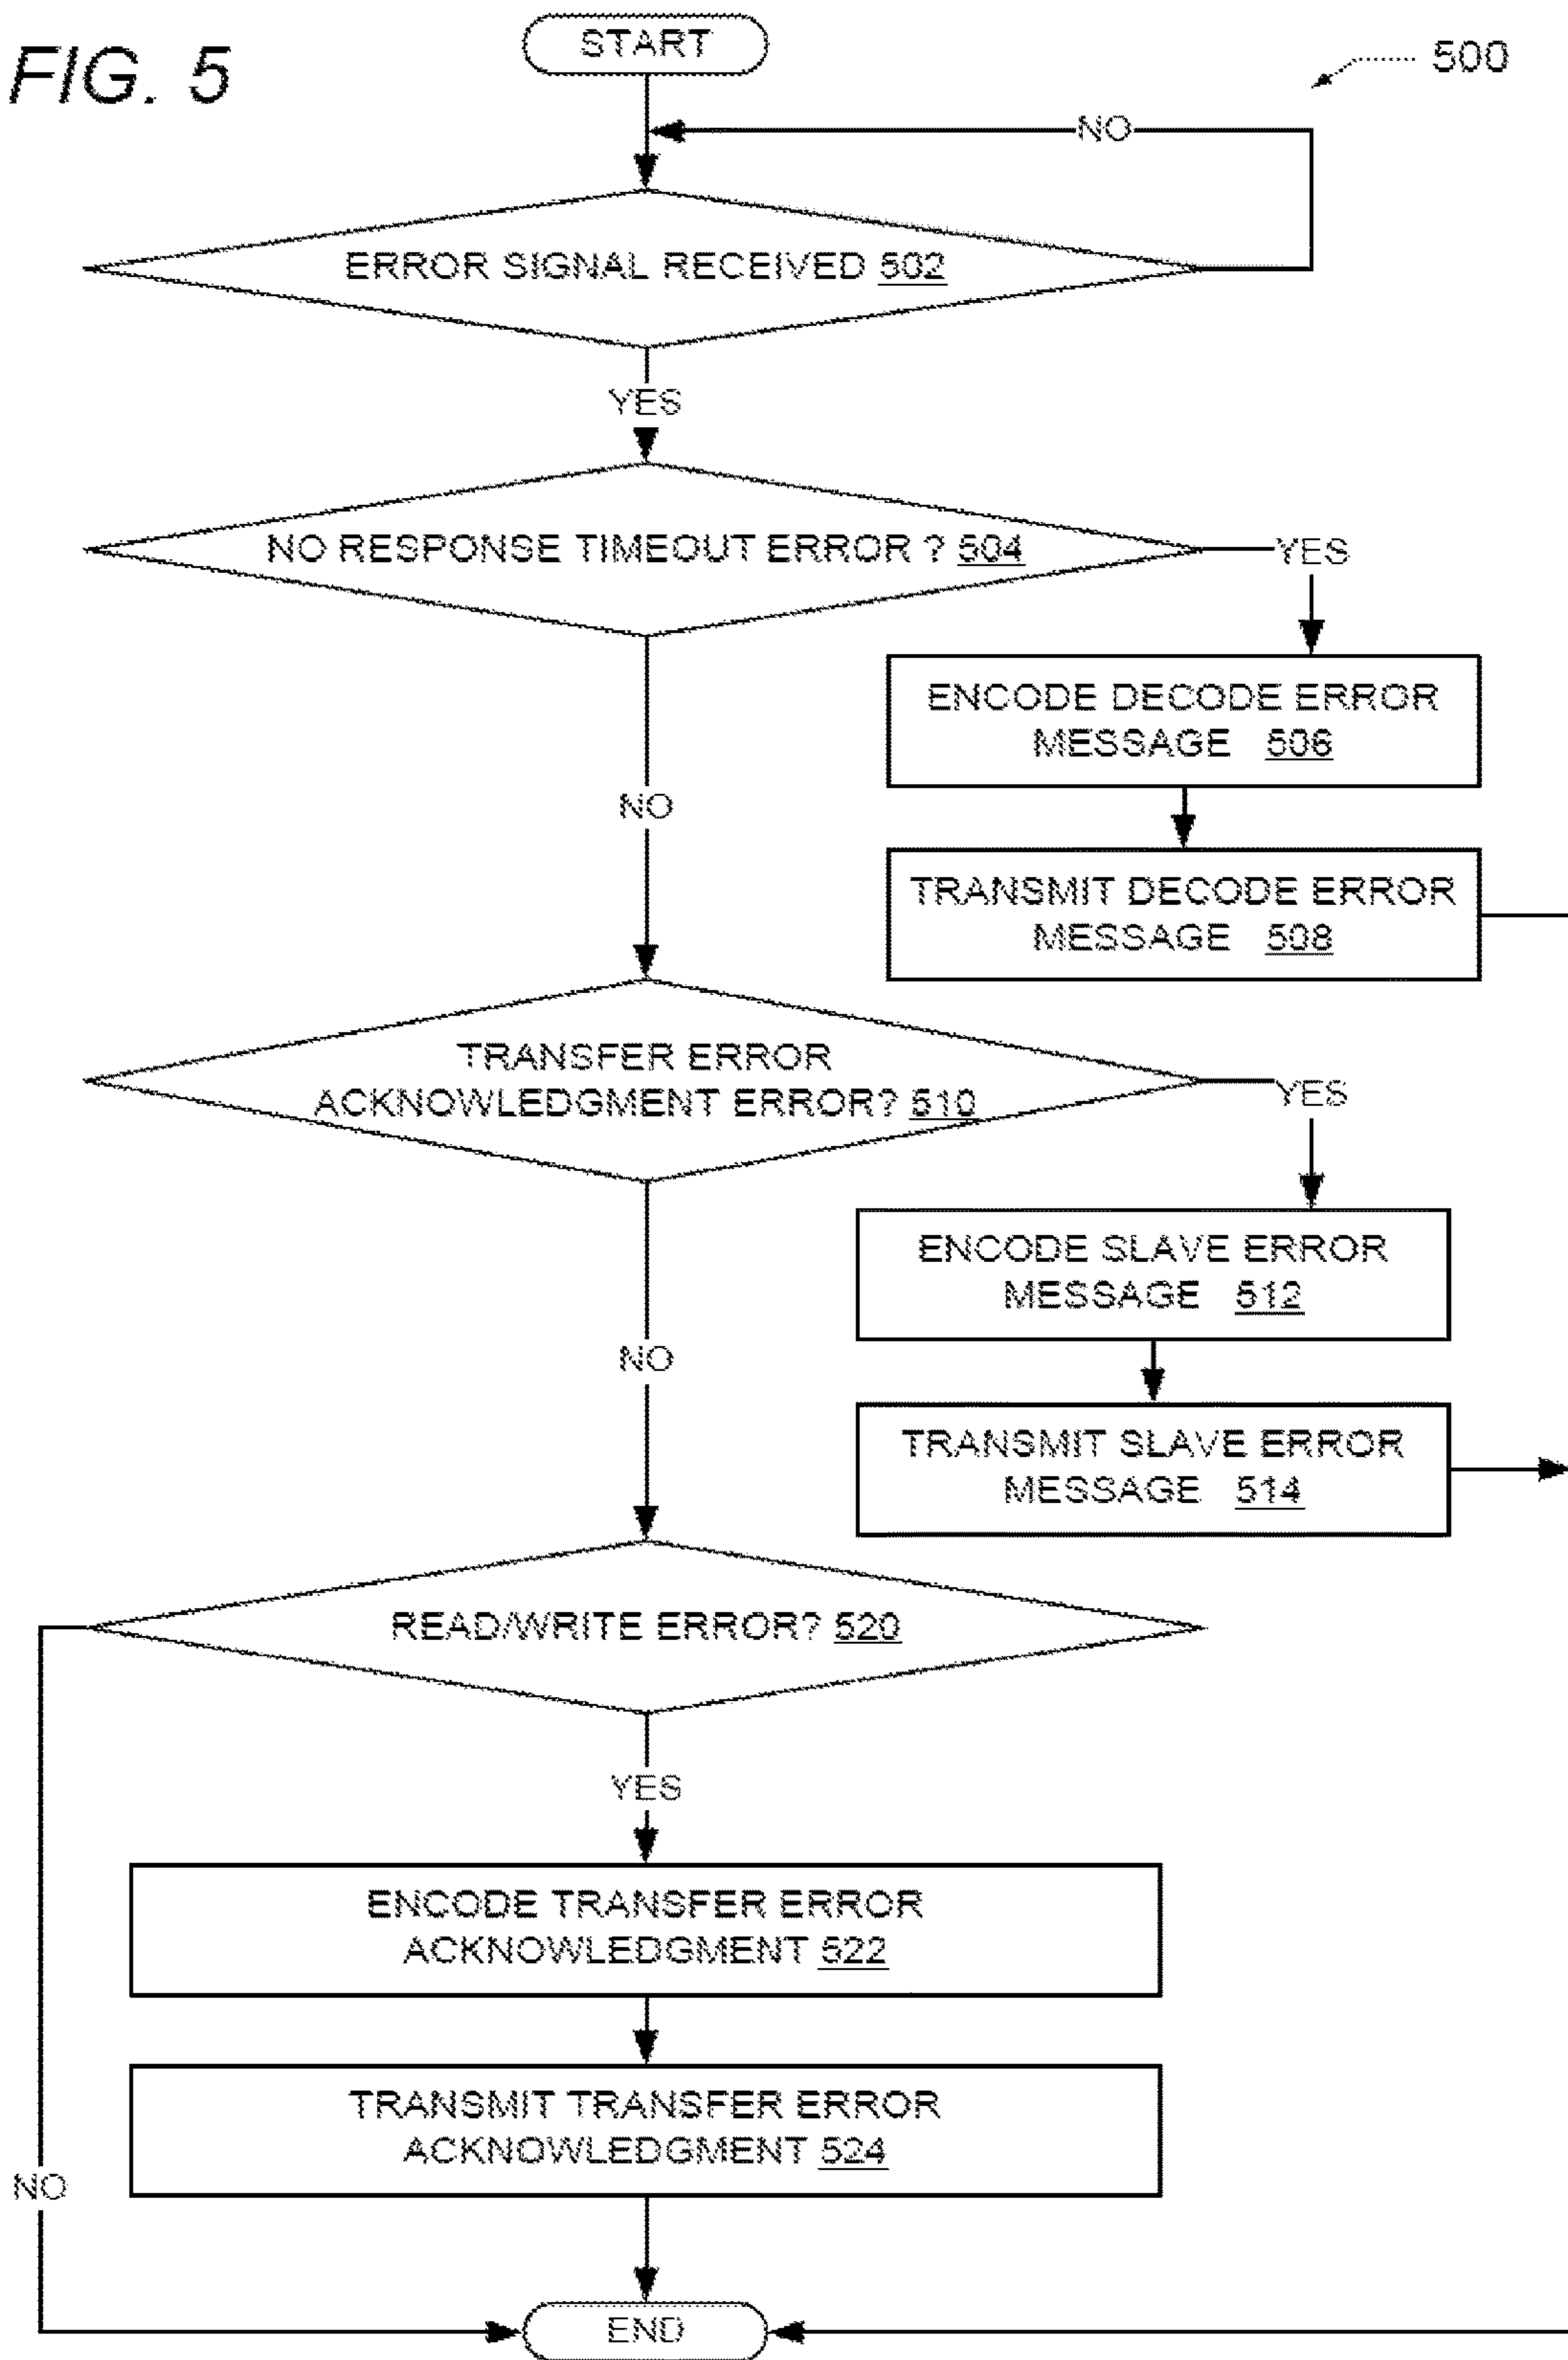 FIG. 5
START
500
NO
ERROR SIGNAL RECEIVED 502
YES
NO RESPONSE TIMEOUT ERROR ? 504
YES
ENCODE DECODE ERROR
MESSAGE 506
NO
TRANSMIT DECODE ERROR
MESSAGE 508
TRANSFER ERROR
ACKNOWLEDGMENT ERROR? 510
YES
ENCODE SLAVE ERROR
MESSAGE 512
NO
TRANSMIT SLAVE ERROR
MESSAGE 514
READ/WRITE ERROR? 520
YES
ENCODE TRANSFER ERROR
ACKNOWLEDGMENT 522
TRANSMIT TRANSFER ERROR
ACKNOWLEDGMENT 524
NO
END